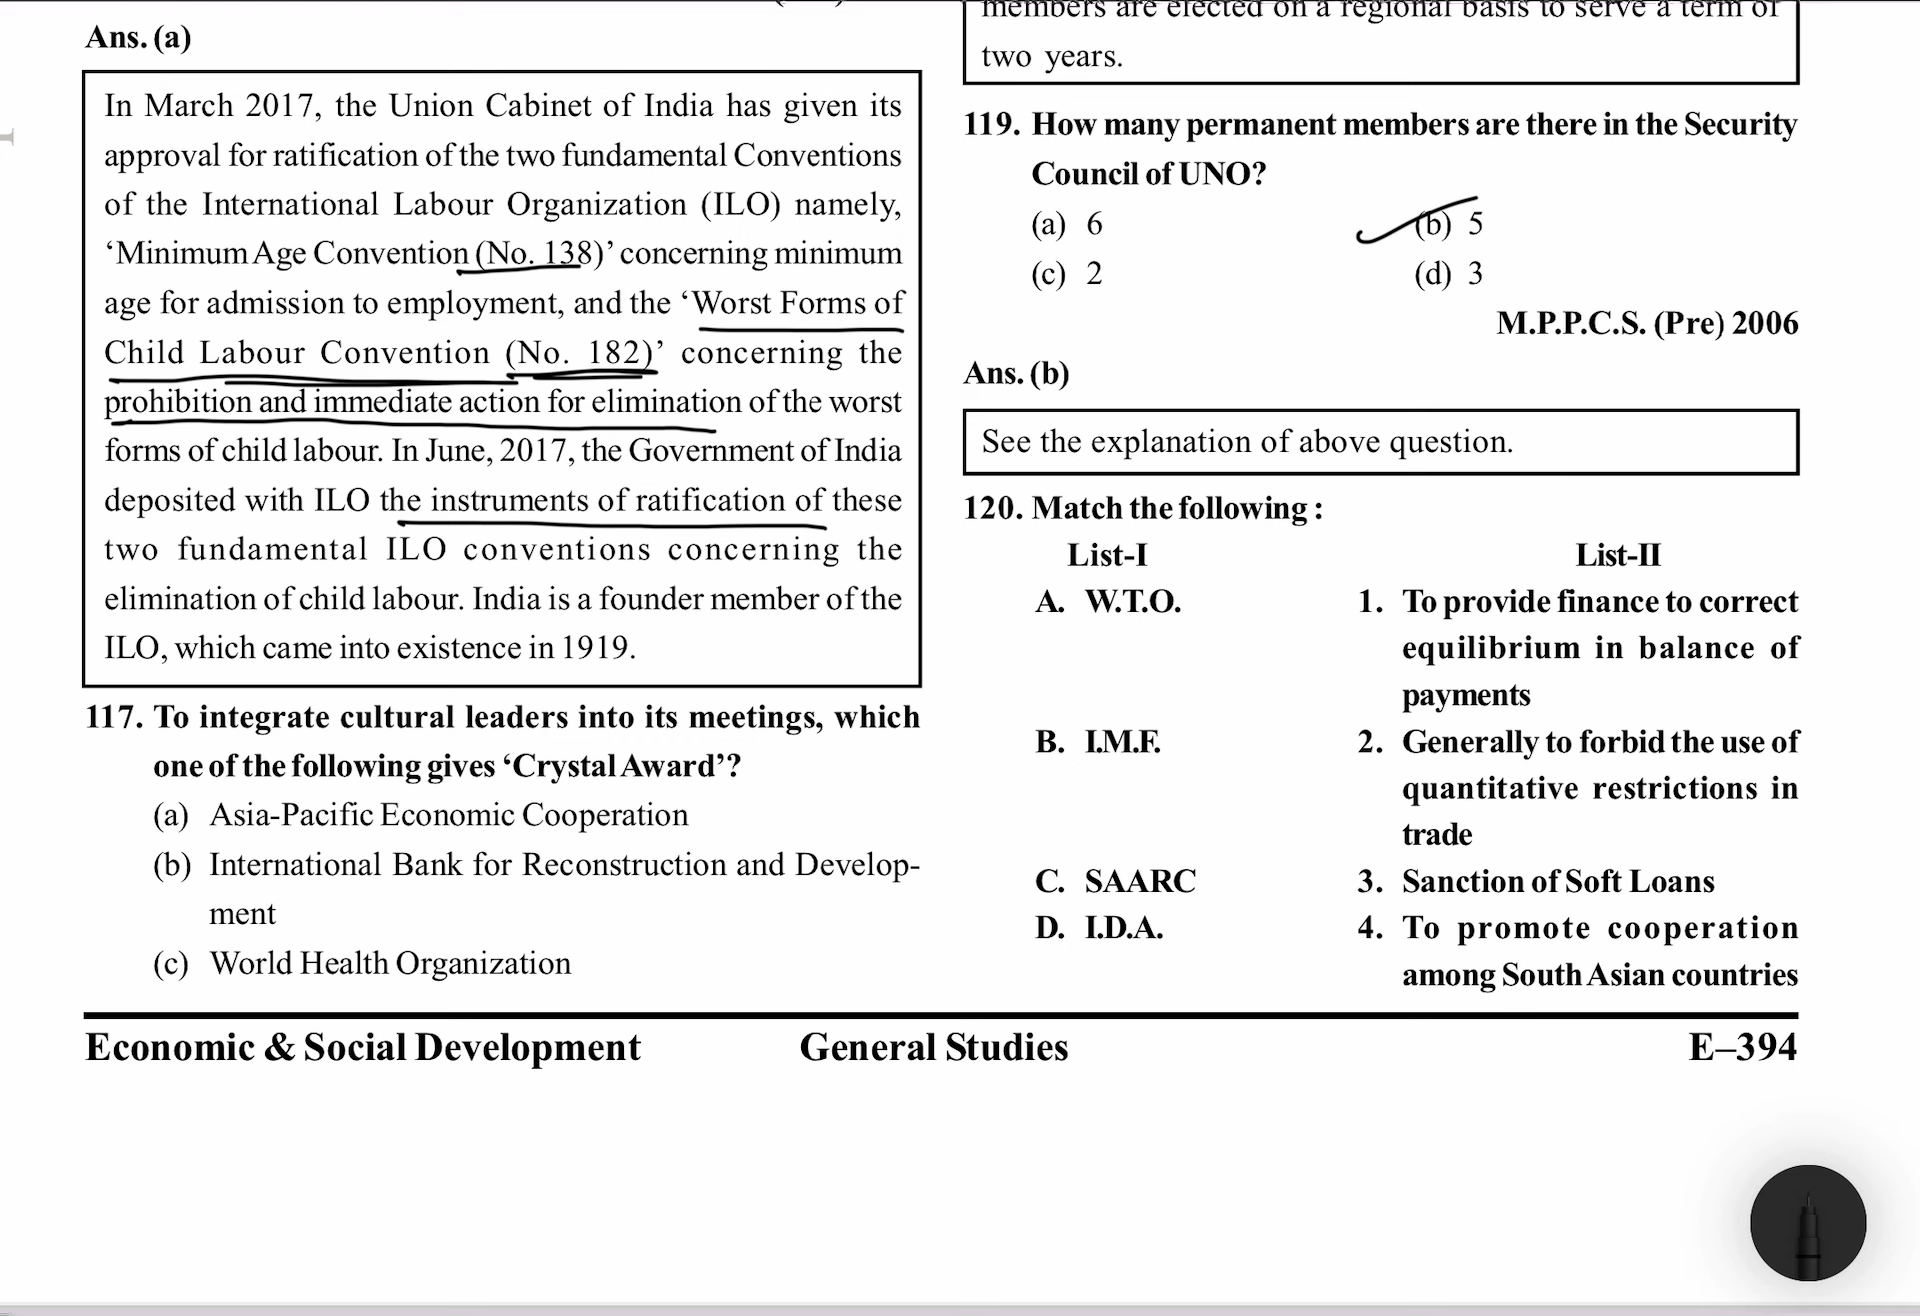 Ans. (a)
In March 2017, the Union Cabinet of India has given its
approval for ratification of the two fundamental Conventions
of the International Labour Organization (ILO) namely,
‘Minimum Age Convention (No. 138)’ concerning minimum
age for admission to employment, and the ‘Worst Forms of
Child Labour Convention (No. 182)’ concerning the
prohibition and immediate action for elimination of the worst
forms of child labour. In June, 2017, the Government of India
deposited with ILO the instruments of ratification of these
two fundamental ILO conventions concerning the
elimination of child labour. India is a founder member of the
ILO, which came into existence in 1919.
117. To integrate cultural leaders into its meetings, which
one of the following gives ‘Crystal Award’?
(a) Asia-Pacific Economic Cooperation
(b) International Bank for Reconstruction and Develop-
ment
(c) World Health Organization
members are elected on a regional basis to serve a term of
two years.
119. How many permanent members are there in the Security
Council of UNO?
(a) 6 (b) 5
(c) 2 (d) 3
M.P.P.C.S. (Pre) 2006
Ans. (b)
See the explanation of above question.
120. Match the following :
List-I List-II
A. W.T.O. 1. To provide finance to correct
equilibrium in balance of
payments
B. I.M.F. 2. Generally to forbid the use of
quantitative restrictions in
trade
C. SAARC 3. Sanction of Soft Loans
D. I.D.A. 4. To promote cooperation
among South Asian countries
Economic & Social Development General Studies E–394